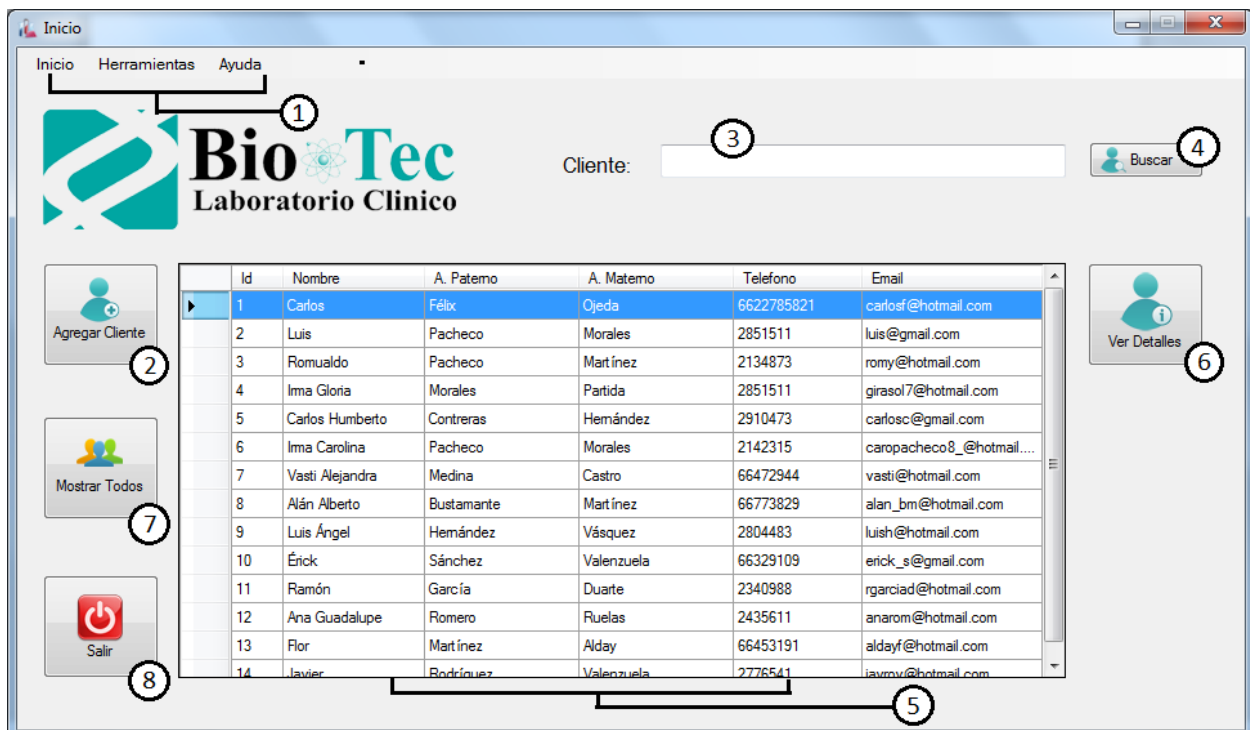 Inicio
Inicio Herramientas Ayuda
1
Bio Tec
Laboratorio Clinico
Cliente:
3
Buscar
4
Agregar Cliente
2
Id Nombre A. Paterno A. Materno Telefono Email
1 Carlos Félix Ojeda 6622785821 carlosf@hotmail.com
2 Luis Pacheco Morales 2851511 luis@gmail.com
3 Romualdo Pacheco Martínez 2134873 romy@hotmail.com
4 Irma Gloria Morales Partida 2851511 girasol7@hotmail.com
5 Carlos Humberto Contreras Hernández 2910473 carlosc@gmail.com
6 Irma Carolina Pacheco Morales 2142315 caropacheco8_@hotmail....
7 Vasti Alejandra Medina Castro 66472944 vasti@hotmail.com
8 Alán Alberto Bustamante Martínez 66773829 alan_bm@hotmail.com
9 Luis Ángel Hernández Vásquez 2804483 luish@hotmail.com
10 Érick Sánchez Valenzuela 66329109 erick_s@gmail.com
11 Ramón García Duarte 2340988 rgarciad@hotmail.com
12 Ana Guadalupe Romero Ruelas 2435611 anarom@hotmail.com
13 Flor Martínez Alday 66453191 aldayf@hotmail.com
14 Javier Rodríguez Valenzuela 2776541
Ver Detalles
6
Mostrar Todos
7
Salir
8
5